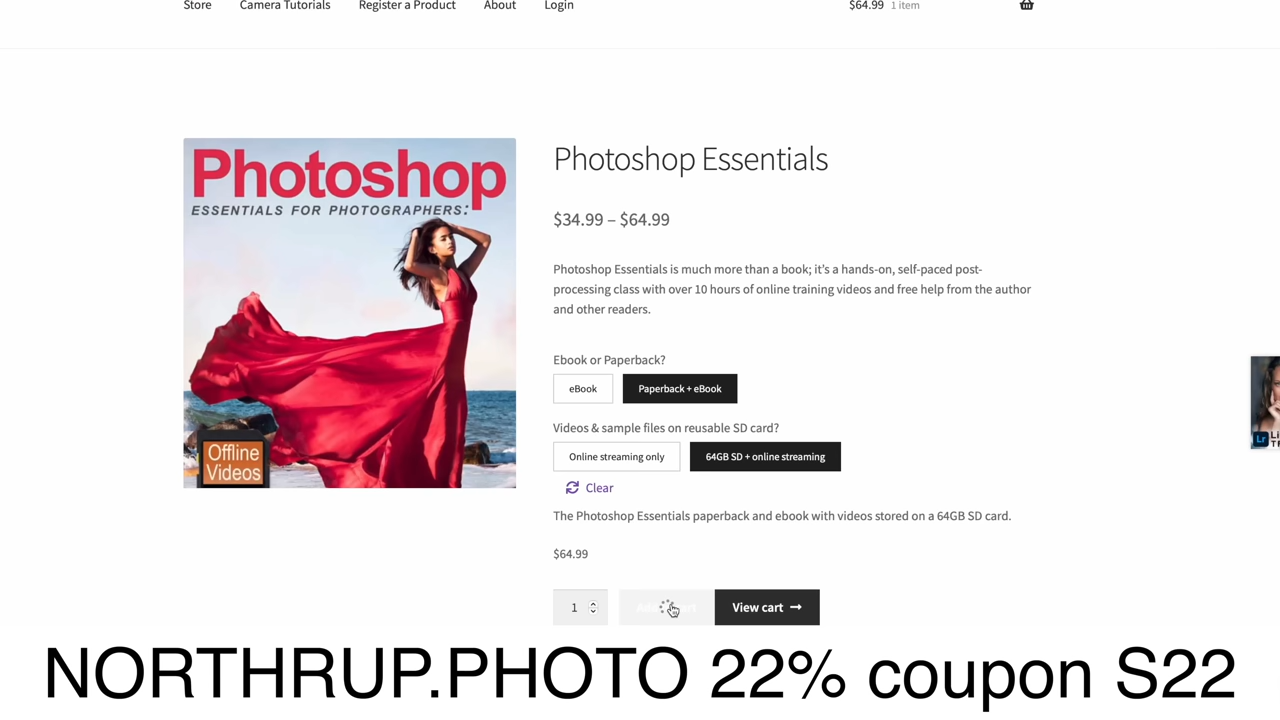 Store Camera Tutorials Register a Product About Login $64.99 1 item
Photoshop
ESSENTIALS FOR PHOTOGRAPHERS:
Offline
Videos
Photoshop Essentials
$34.99 – $64.99
Photoshop Essentials is much more than a book; it's a hands-on, self-paced post-
processing class with over 10 hours of online training videos and free help from the author
and other readers.
Ebook or Paperback?
eBook Paperback + eBook
Videos & sample files on reusable SD card?
Online streaming only 64GB SD + online streaming
Clear
The Photoshop Essentials paperback and ebook with videos stored on a 64GB SD card.
$64.99
1 View cart →
Lr
NORTHRUP.PHOTO 22% coupon S22